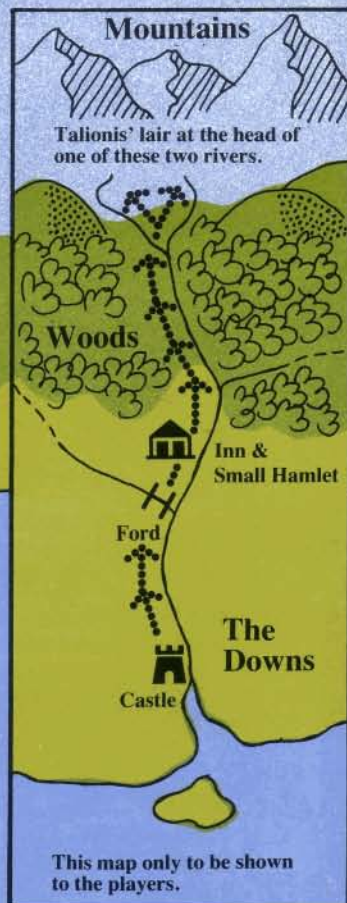 Mountains
Talionis' lair at the head of
one of these two rivers.
Woods
Inn &
Small Hamlet
Ford
The
Downs
Castle
This map only to be shown
to the players.